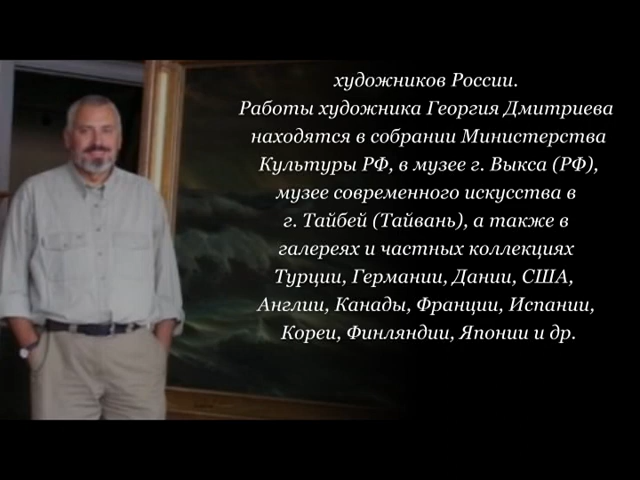 художников России.
Работы художника Георгия Дмитриева
находятся в собрании Министерства
Культуры РФ, в музее г. Выкса (РФ),
музее современного искусства в
г. Тайбей (Тайвань), а также в
галереях и частных коллекциях
Турции, Германии, Дании, США,
Англии, Канады, Франции, Испании,
Кореи, Финляндии, Японии и др.